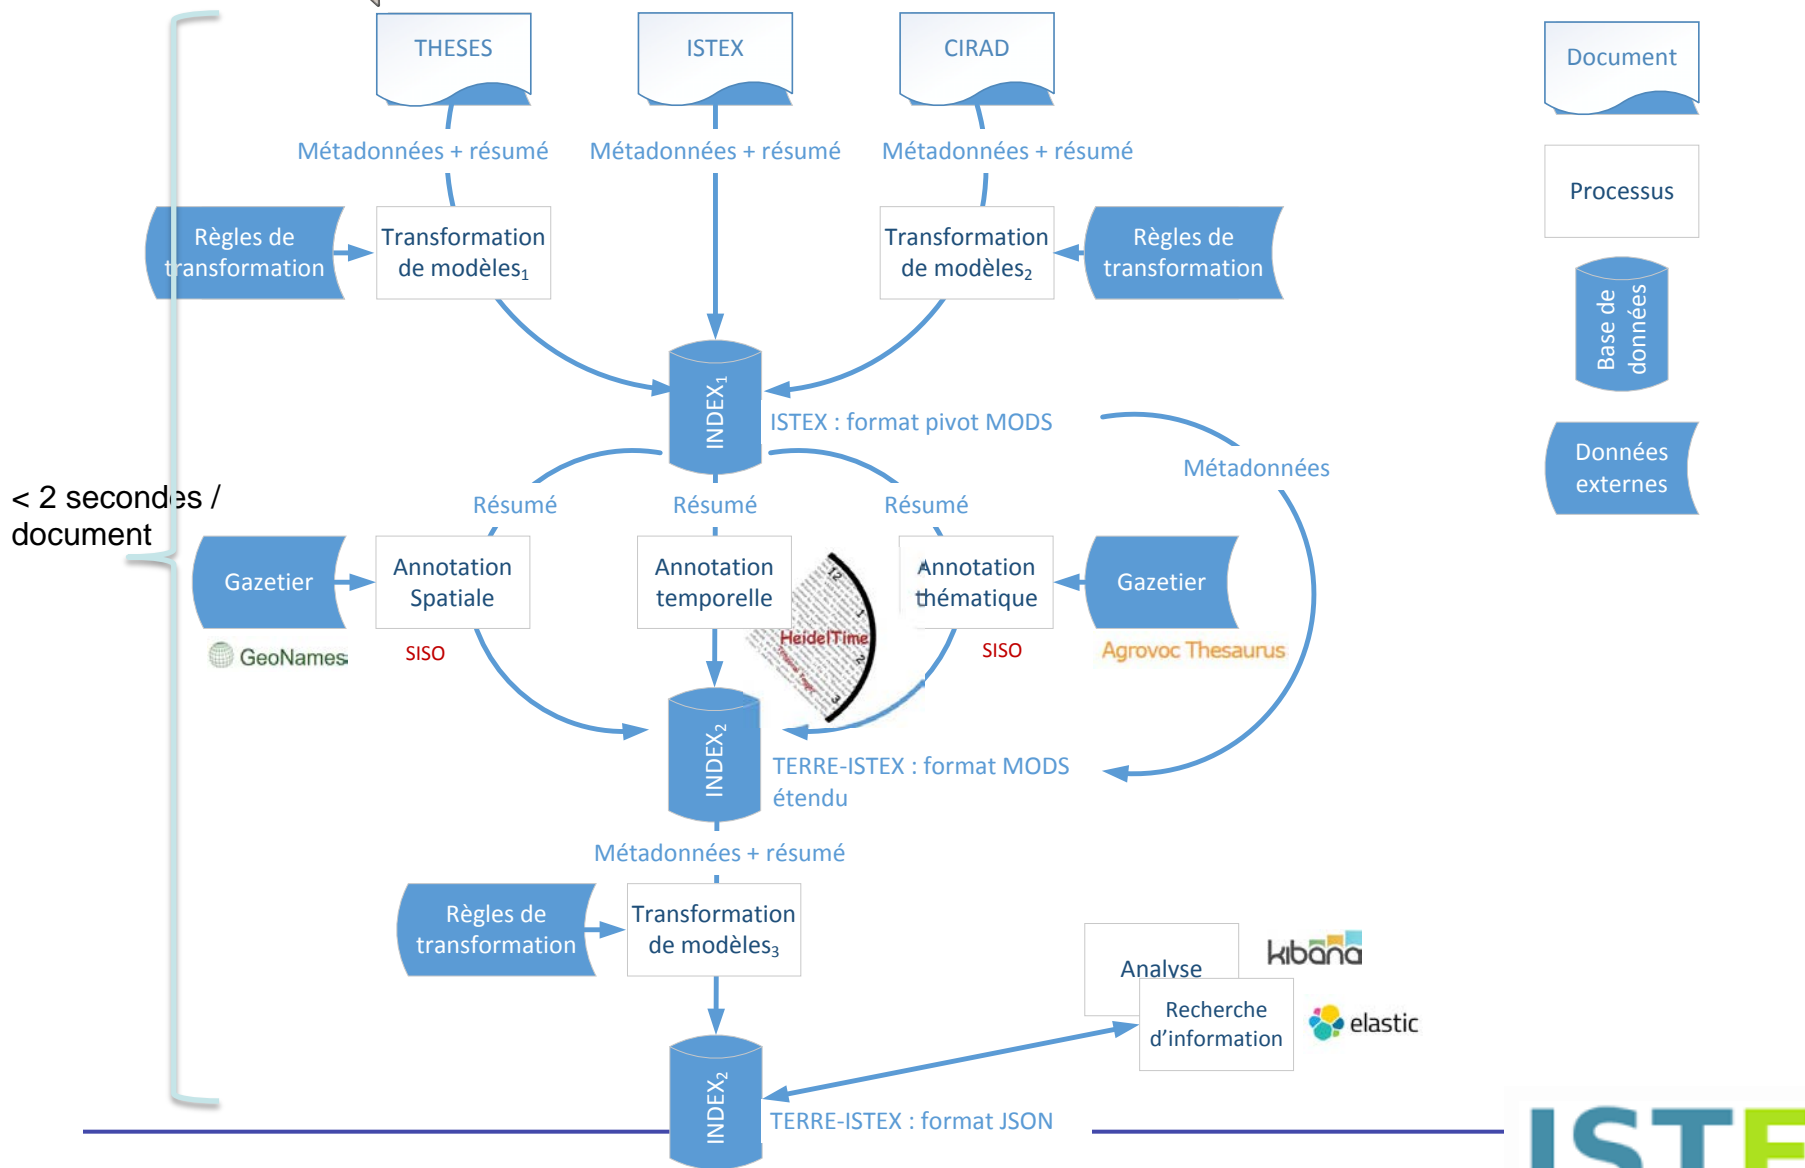 THESES
ISTEX
CIRAD
Document
Métadonnées + résumé
Métadonnées + résumé
Métadonnées + résumé
Processus
Règles de
transformation
Transformation
de modèles₁
Transformation
de modèles₂
Règles de
transformation
Base de
données
INDEX₁
ISTEX : format pivot MODS
Métadonnées
Données
externes
< 2 secondes /
document
Résumé
Résumé
Résumé
Gazetier
Annotation
Spatiale
Annotation
temporelle
Annotation
thématique
Gazetier
12
1
2
3
HeidelTime
GeoNames
SISO
SISO
Agrovoc Thesaurus
INDEX₂
TERRE-ISTEX : format MODS
étendu
Métadonnées + résumé
Règles de
transformation
Transformation
de modèles₃
Analyse
kibana
Recherche
d'information
elastic
INDEX₂
TERRE-ISTEX : format JSON
ISTE